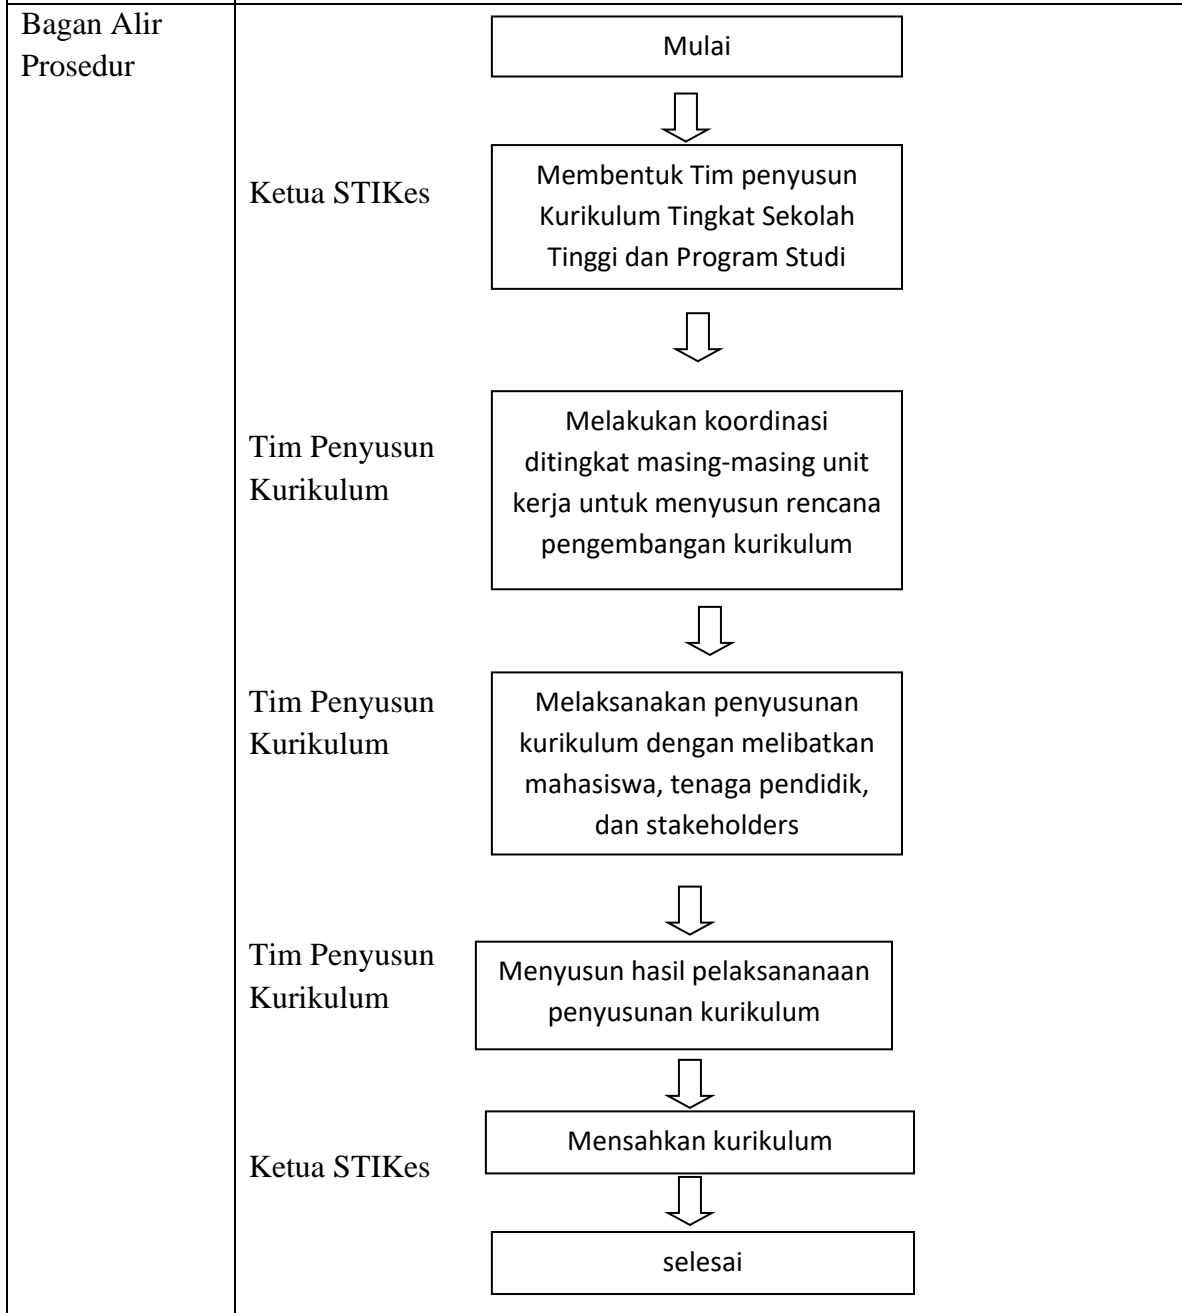 Bagan Alir
Prosedur
Mulai
Ketua STIKes
Membentuk Tim penyusun
Kurikulum Tingkat Sekolah
Tinggi dan Program Studi
Tim Penyusun
Kurikulum
Melakukan koordinasi
ditingkat masing-masing unit
kerja untuk menyusun rencana
pengembangan kurikulum
Tim Penyusun
Kurikulum
Melaksanakan penyusunan
kurikulum dengan melibatkan
mahasiswa, tenaga pendidik,
dan stakeholders
Tim Penyusun
Kurikulum
Menyusun hasil pelaksananaan
penyusunan kurikulum
Ketua STIKes
Mensahkan kurikulum
selesai